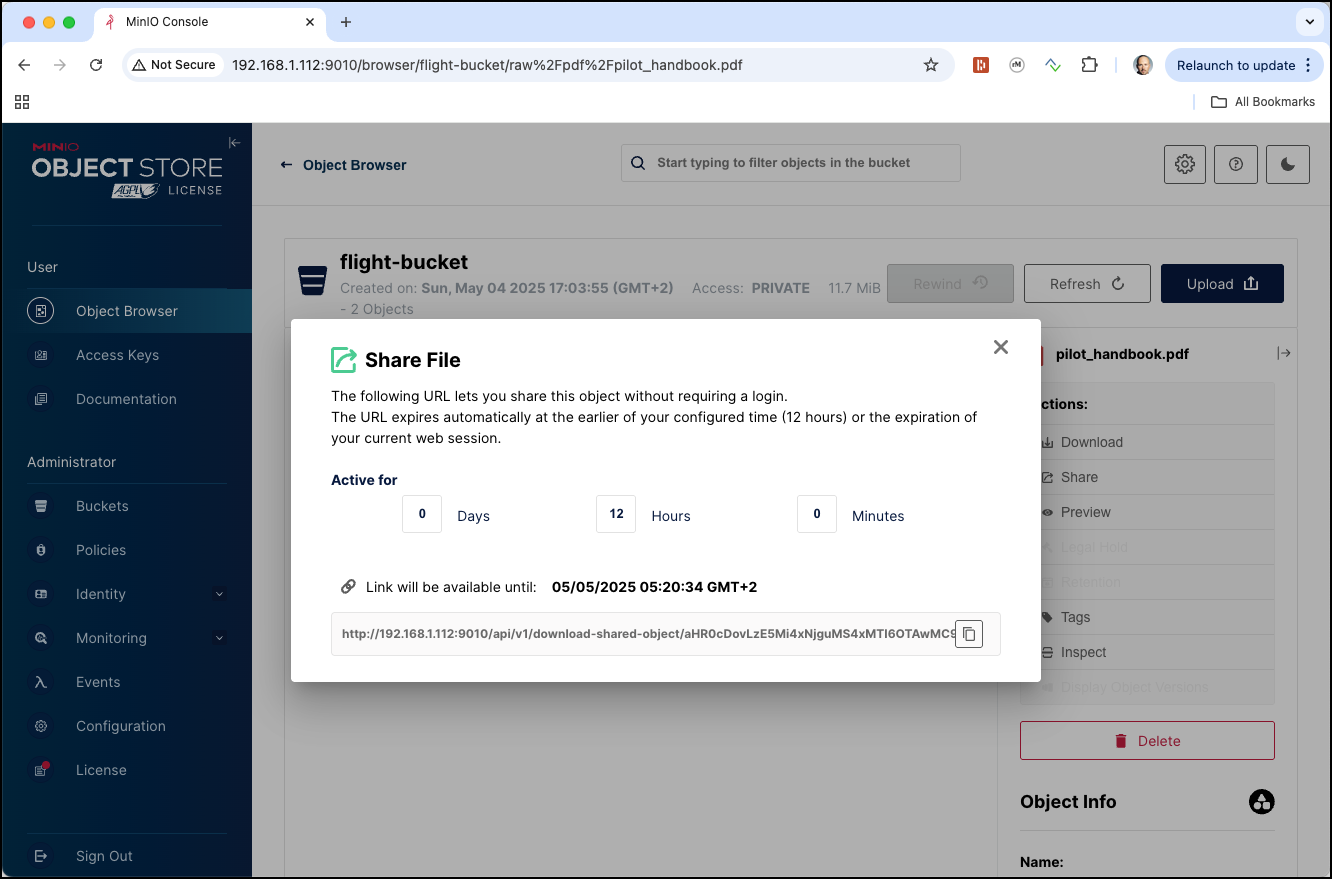 MinIO Console
Not Secure
192.168.1.112:9010/browser/flight-bucket/raw%2Fpdf%2Fpilot_handbook.pdf
Relaunch to update
All Bookmarks
MINIO
OBJECT STORE
AGPL LICENSE
Object Browser
Start typing to filter objects in the bucket
User
Object Browser
Access Keys
Documentation
Administrator
Buckets
Policies
Identity
Monitoring
Events
Configuration
License
Sign Out
flight-bucket
Created on: Sun, May 04 2025 17:03:55 (GMT+2) Access: PRIVATE 11.7 MiB
- 2 Objects
Rewind
Refresh
Upload
Share File
The following URL lets you share this object without requiring a login.
The URL expires automatically at the earlier of your configured time (12 hours) or the expiration of
your current web session.
Active for
0 Days 12 Hours 0 Minutes
Link will be available until: 05/05/2025 05:20:34 GMT+2
http://192.168.1.112:9010/api/v1/download-shared-object/aHR0cDovLzE5Mi4xNjguMS4xMTI6OTAwMC9
pilot_handbook.pdf
ctions:
Download
Share
Preview
Legal Hold
Retention
Tags
Inspect
Display Object Versions
Delete
Object Info
Name: